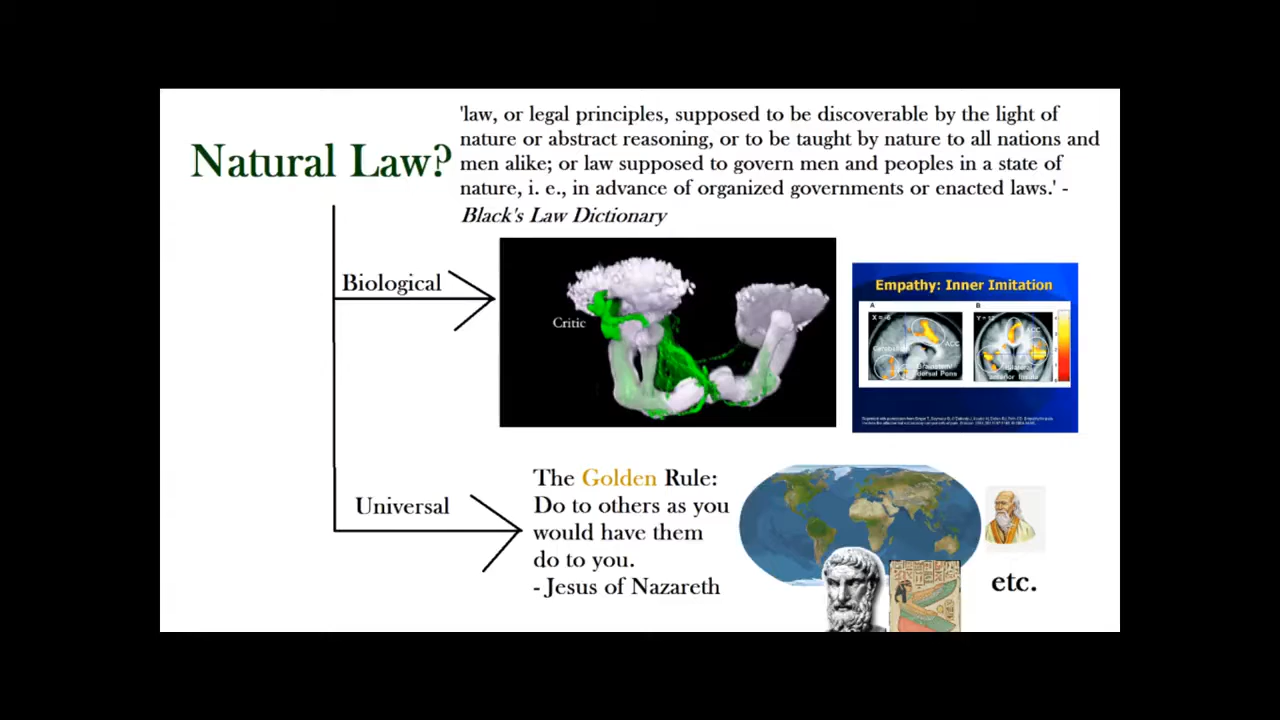 'law, or legal principles, supposed to be discoverable by the light of
nature or abstract reasoning, or to be taught by nature to all nations and
Natural Law?
men alike; or law supposed to govern men and peoples in a state of
nature, i. e., in advance of organized governments or enacted laws.' -
Black's Law Dictionary
Biological
Critic
Empathy: Inner Imitation
A
B
ACC
ACC
Universal
The Golden Rule:
Do to others as you
would have them
do to you.
- Jesus of Nazareth
etc.